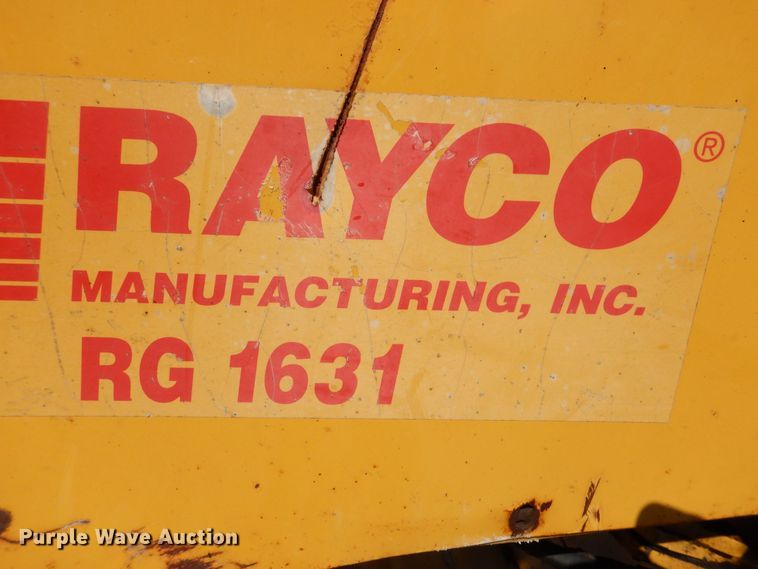 RAYCO®
MANUFACTURING, INC.
RG 1631
Purple Wave Auction